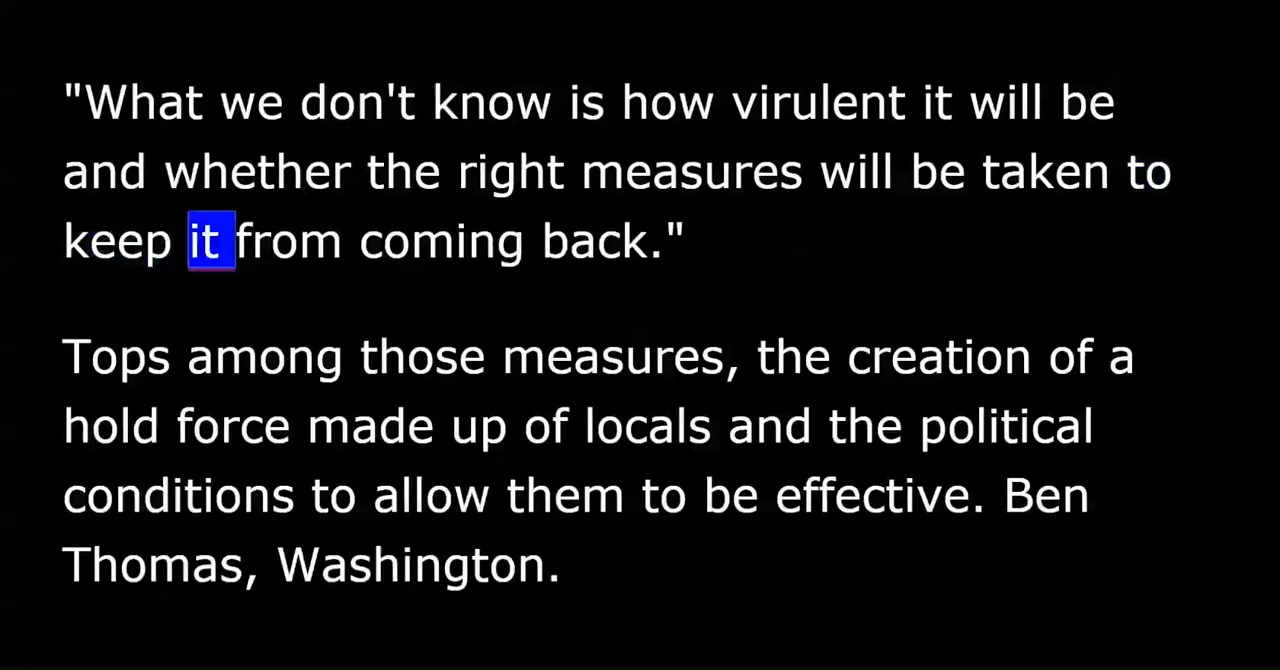 "What we don't know is how virulent it will be
and whether the right measures will be taken to
keep it from coming back."
Tops among those measures, the creation of a
hold force made up of locals and the political
conditions to allow them to be effective. Ben
Thomas, Washington.